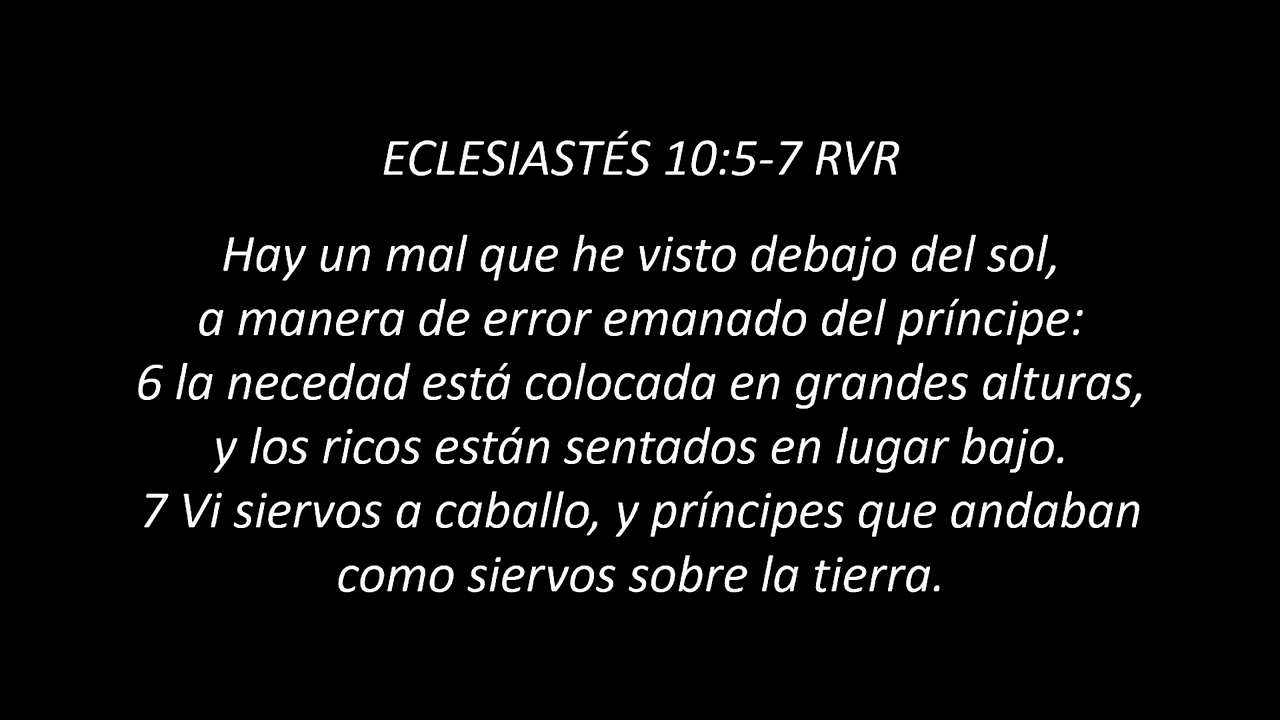 ECLESIASTÉS 10:5-7 RVR
Hay un mal que he visto debajo del sol,
a manera de error emanado del príncipe:
6 la necedad está colocada en grandes alturas,
y los ricos están sentados en lugar bajo.
7 Vi siervos a caballo, y príncipes que andaban
como siervos sobre la tierra.